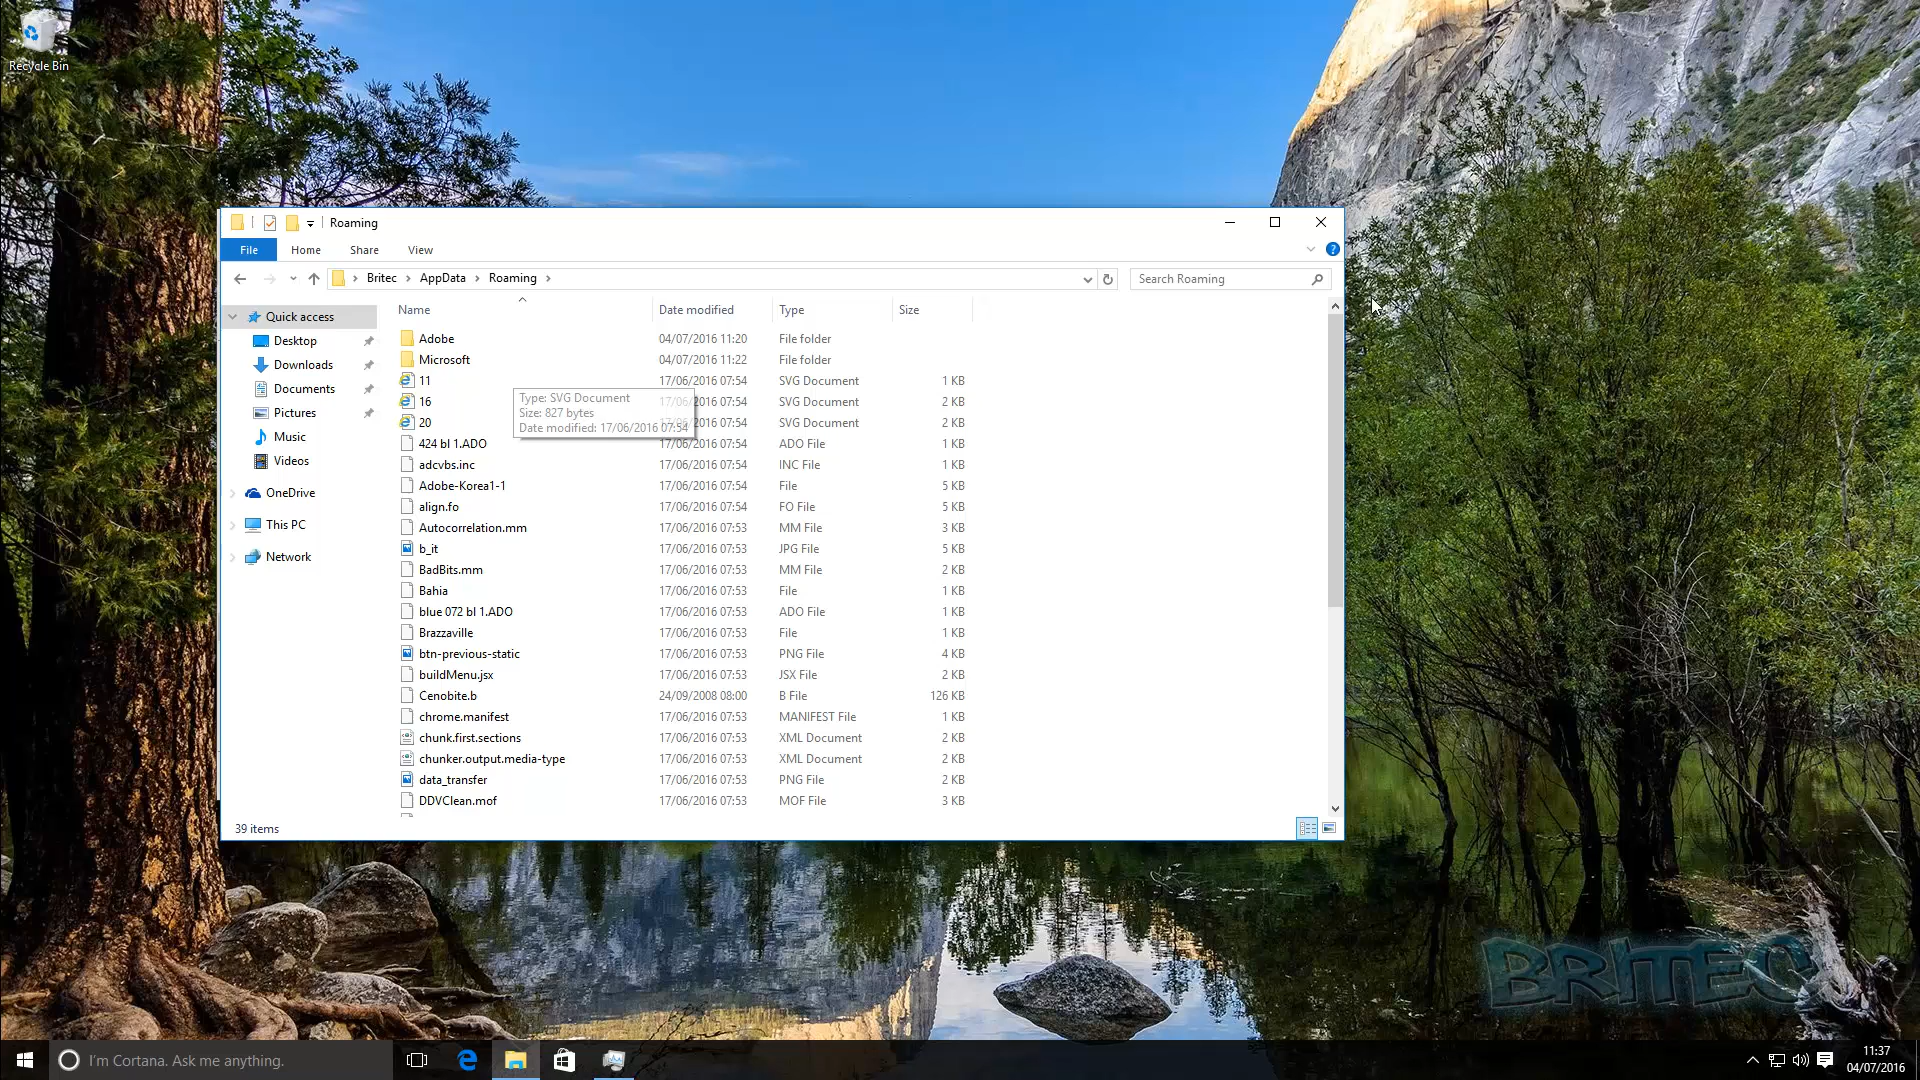 Recycle Bin
Roaming
File Home Share View
Britec AppData Roaming
Search Roaming
Name Date modified Type Size
Quick access
Desktop
Downloads
Documents
Pictures
Music
Videos
OneDrive
This PC
Network
Adobe 04/07/2016 11:20 File folder
Microsoft 04/07/2016 11:22 File folder
11 17/06/2016 07:54 SVG Document 1 KB
16 17/06/2016 07:54 SVG Document 2 KB
20 17/06/2016 07:54 SVG Document 2 KB
Type: SVG Document
Size: 827 bytes
Date modified: 17/06/2016 07:54
424 bl 1.ADO 17/06/2016 07:54 ADO File 1 KB
adcvbs.inc 17/06/2016 07:54 INC File 1 KB
Adobe-Korea1-1 17/06/2016 07:54 File 5 KB
align.fo 17/06/2016 07:54 FO File 5 KB
Autocorrelation.mm 17/06/2016 07:53 MM File 3 KB
b_it 17/06/2016 07:53 JPG File 5 KB
BadBits.mm 17/06/2016 07:53 MM File 2 KB
Bahia 17/06/2016 07:53 File 1 KB
blue 072 bl 1.ADO 17/06/2016 07:53 ADO File 1 KB
Brazzaville 17/06/2016 07:53 File 1 KB
btn-previous-static 17/06/2016 07:53 PNG File 4 KB
buildMenu.jsx 17/06/2016 07:53 JSX File 2 KB
Cenobite.b 24/09/2008 08:00 B File 126 KB
chrome.manifest 17/06/2016 07:53 MANIFEST File 1 KB
chunk.first.sections 17/06/2016 07:53 XML Document 2 KB
chunker.output.media-type 17/06/2016 07:53 XML Document 2 KB
data_transfer 17/06/2016 07:53 PNG File 2 KB
DDVClean.mof 17/06/2016 07:53 MOF File 3 KB
39 items
BRITEC
I'm Cortana. Ask me anything.
11:37
04/07/2016